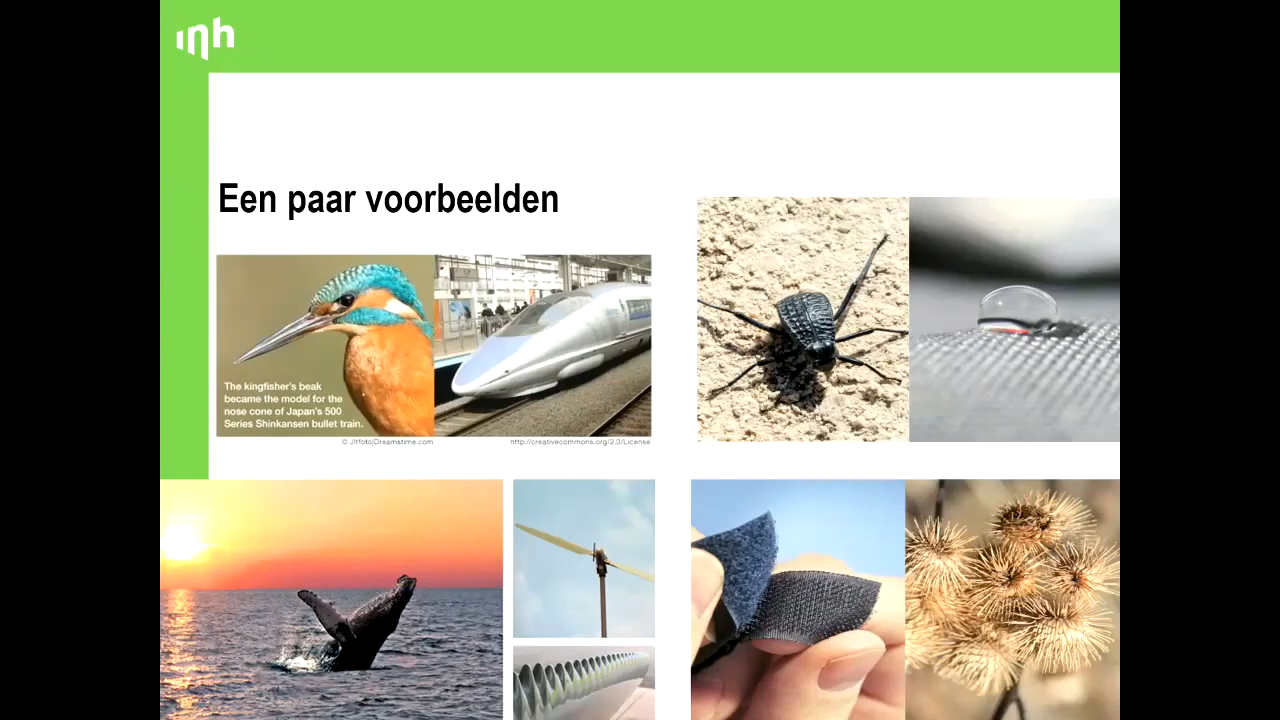 inh
Een paar voorbeelden
The kingfisher's beak
became the model for the
nose cone of Japan's 500
Series Shinkansen bullet train.
© Jitfoto|Dreamstime.com
http://creativecommons.org/2.0/License